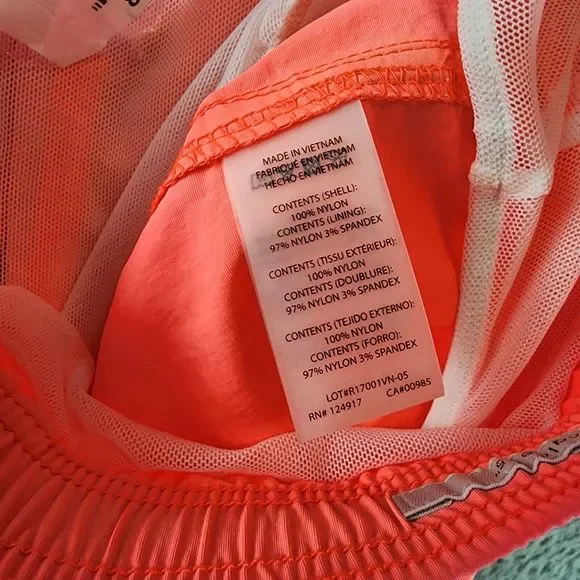 MADE IN VIETNAM
FABRIQUE EN VIETNAM
HECHO EN VIETNAM
CONTENTS (SHELL):
100% NYLON
CONTENTS (LINING):
97% NYLON 3% SPANDEX
CONTENTS (TISSU EXTÉRIEUR):
100% NYLON
CONTENTS (DOUBLURE):
97% NYLON 3% SPANDEX
CONTENTS (TEJIDO EXTERNO):
100% NYLON
CONTENTS (FORRO):
97% NYLON 3% SPANDEX
LOT#R17001VN-05
RN# 124917 CA#00985